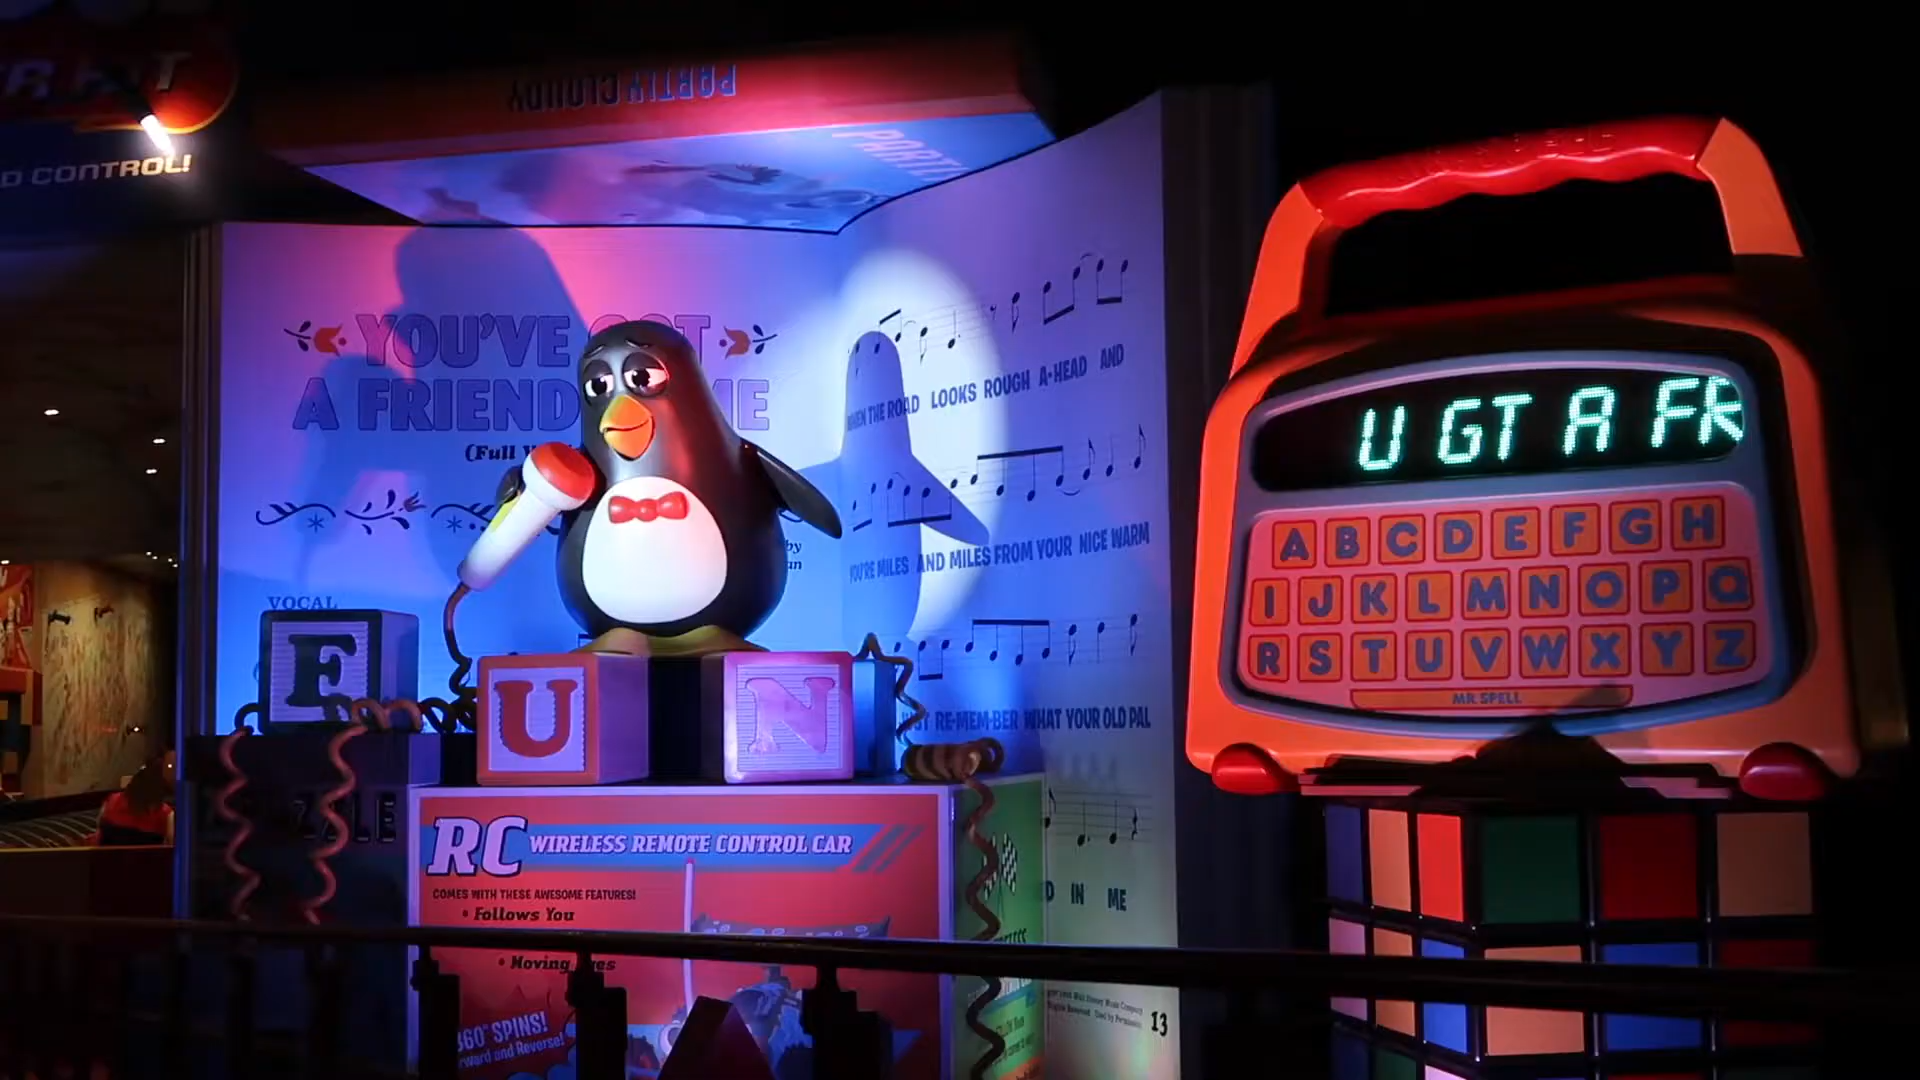 D CONTROL!
PARTLY CLOUDY
YOU'VE
A FRIEND
(Full
by
VOCAL
WHEN THE ROAD LOOKS ROUGH A-HEAD AND
YOU'RE MILES AND MILES FROM YOUR NICE WARM
JUST RE-MEM-BER WHAT YOUR OLD PAL
IN ME
13
F
U N
RC WIRELESS REMOTE CONTROL CAR
COMES WITH THESE AWESOME FEATURES!
• Follows You
• Moving
360° SPINS!
and Reverse!
U GT A FR
A B C D E F G H
I J K L M N O P Q
R S T U V W X Y Z
MR. SPELL